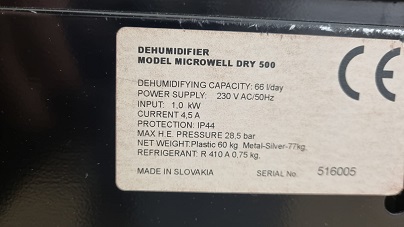 DEHUMIDIFIER
MODEL MICROWELL DRY 500
DEHUMIDIFYING CAPACITY: 66 l/day
POWER SUPPLY: 230 V AC/50Hz
INPUT: 1,0 kW
CURRENT 4,5 A
PROTECTION: IP44
MAX H.E. PRESSURE 28,5 bar
NET WEIGHT:Plastic 60 kg Metal-Silver-77kg.
REFRIGERANT: R 410 A 0,75 kg.
MADE IN SLOVAKIA SERIAL No. 516005
CE